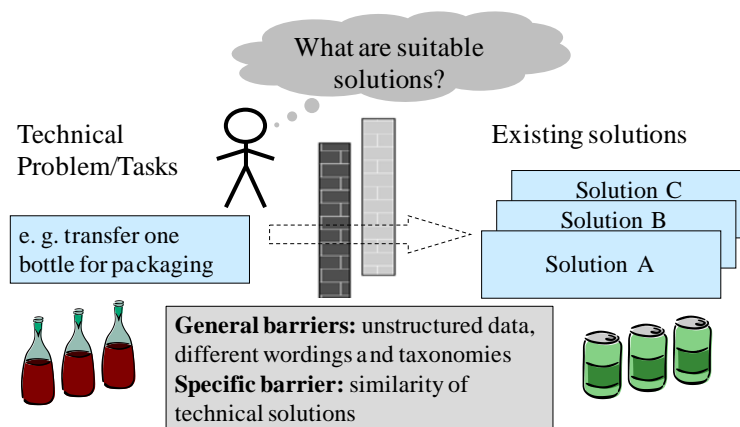 What are suitable
solutions?
Technical
Problem/Tasks
Existing solutions
Solution C
Solution B
Solution A
e. g. transfer one
bottle for packaging
General barriers: unstructured data,
different wordings and taxonomies
Specific barrier: similarity of
technical solutions